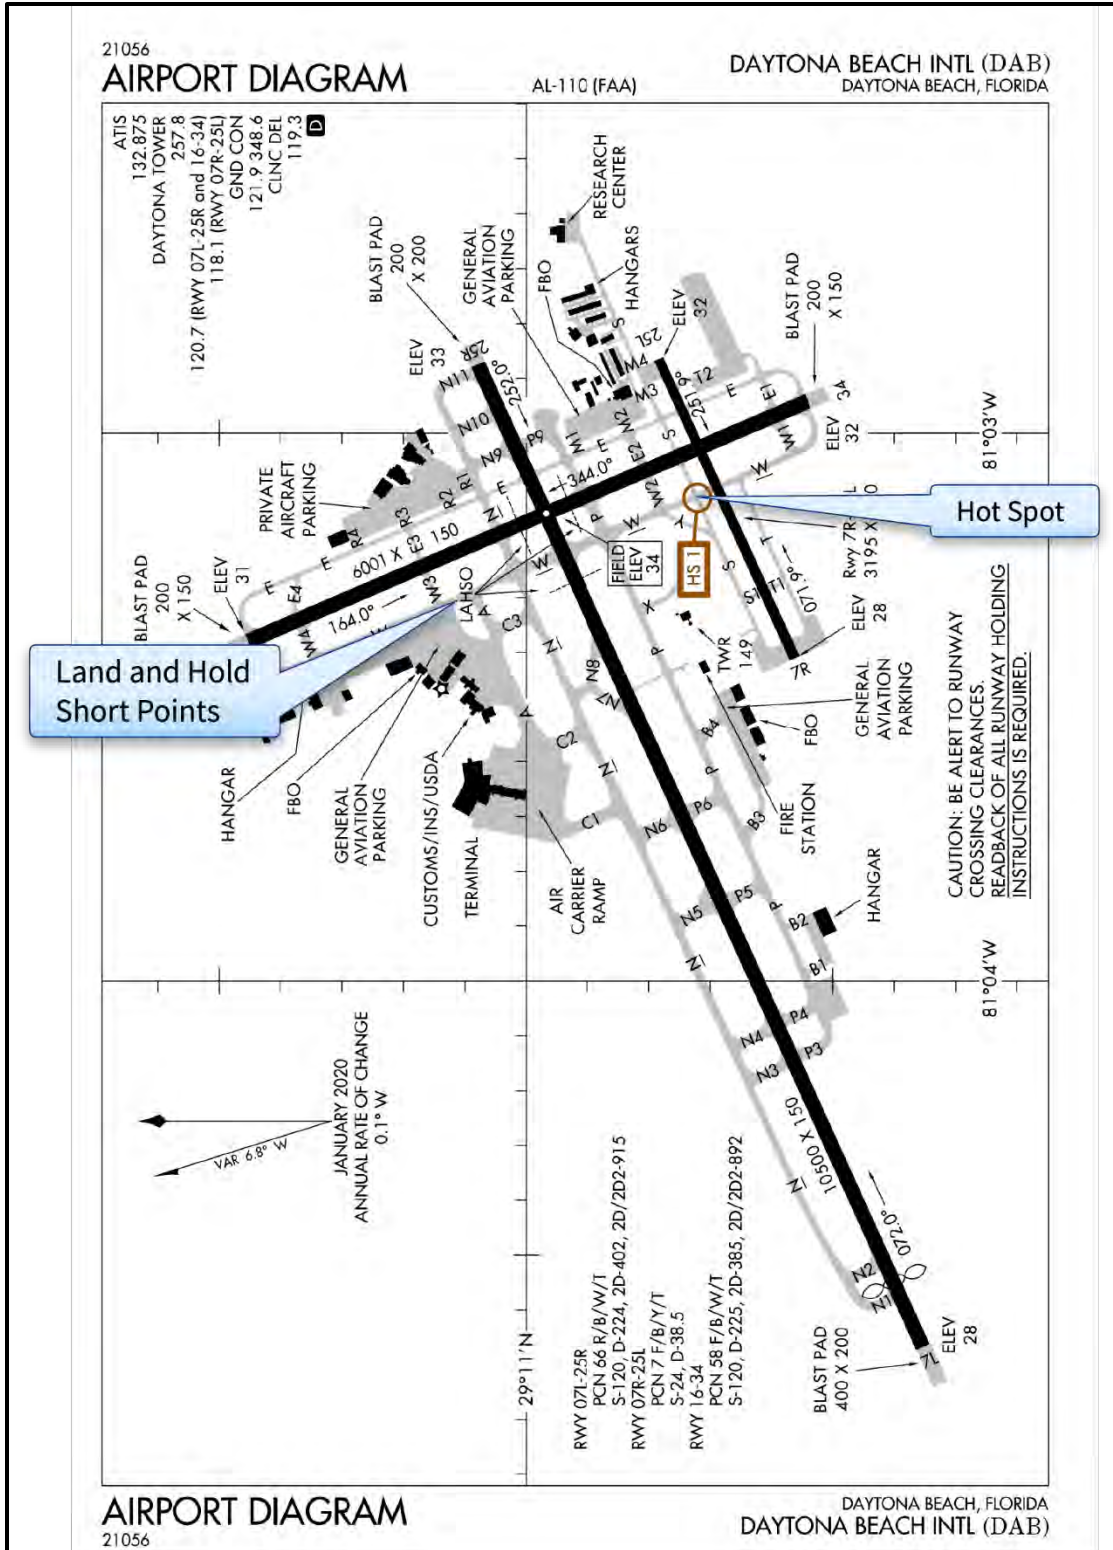 21056
AIRPORT DIAGRAM
AL-110 (FAA)
DAYTONA BEACH INTL (DAB)
DAYTONA BEACH, FLORIDA
ATIS
132.875
DAYTONA TOWER
257.8
120.7 (RWY 07L-25R and 16-34)
118.1 (RWY 07R-25L)
GND CON
121.9 348.6
CLNC DEL
119.3
D
RESEARCH
CENTER
HANGARS
BLAST PAD
200
X 200
GENERAL
AVIATION
PARKING
FBO
ELEV
33
25R
252.0°
N11
N10
N9
P9
M1
M2
M3
M4
S
25L
ELEV
32
251.9°
T2
E
E1
BLAST PAD
200
X 150
34
ELEV
32
W1
81°03'W
PRIVATE
AIRCRAFT
PARKING
R4
R3
R2
R1
E
E3
E
N
E
E2
S
344.0°
W2
W
W
BLAST PAD
200
X 150
ELEV
31
E
E4
6001 X 150
164.0°
W3
W4
LAHSO
A
W
P
FIELD
ELEV
34
HS 1
Y
S
T
S1
T1
071.9°
Rwy 7R-
L
3195 X
0
Hot Spot
Land and Hold
Short Points
C3
N
N8
X
P
TWR
149
7R
ELEV
28
HANGAR
FBO
GENERAL
AVIATION
PARKING
CUSTOMS/INS/USDA
TERMINAL
A
C2
C1
N
AIR
CARRIER
RAMP
N6
P6
P
B4
B3
FIRE
STATION
FBO
GENERAL
AVIATION
PARKING
CAUTION: BE ALERT TO RUNWAY
CROSSING CLEARANCES.
READBACK OF ALL RUNWAY HOLDING
INSTRUCTIONS IS REQUIRED.
N5
P5
N
P
B2
B1
HANGAR
81°04'W
N4
P4
N3
P3
10500 X 150
N
072.0°
N2
N1
7L
ELEV
28
BLAST PAD
400 X 200
VAR 6.8° W
JANUARY 2020
ANNUAL RATE OF CHANGE
0.1° W
29°11'N
RWY 07L-25R
PCN 66 R/B/W/T
S-120, D-224, 2D-402, 2D/2D2-915
RWY 07R-25L
PCN 7 F/B/Y/T
S-24, D-38.5
RWY 16-34
PCN 58 F/B/W/T
S-120, D-225, 2D-385, 2D/2D2-892
AIRPORT DIAGRAM
21056
DAYTONA BEACH, FLORIDA
DAYTONA BEACH INTL (DAB)